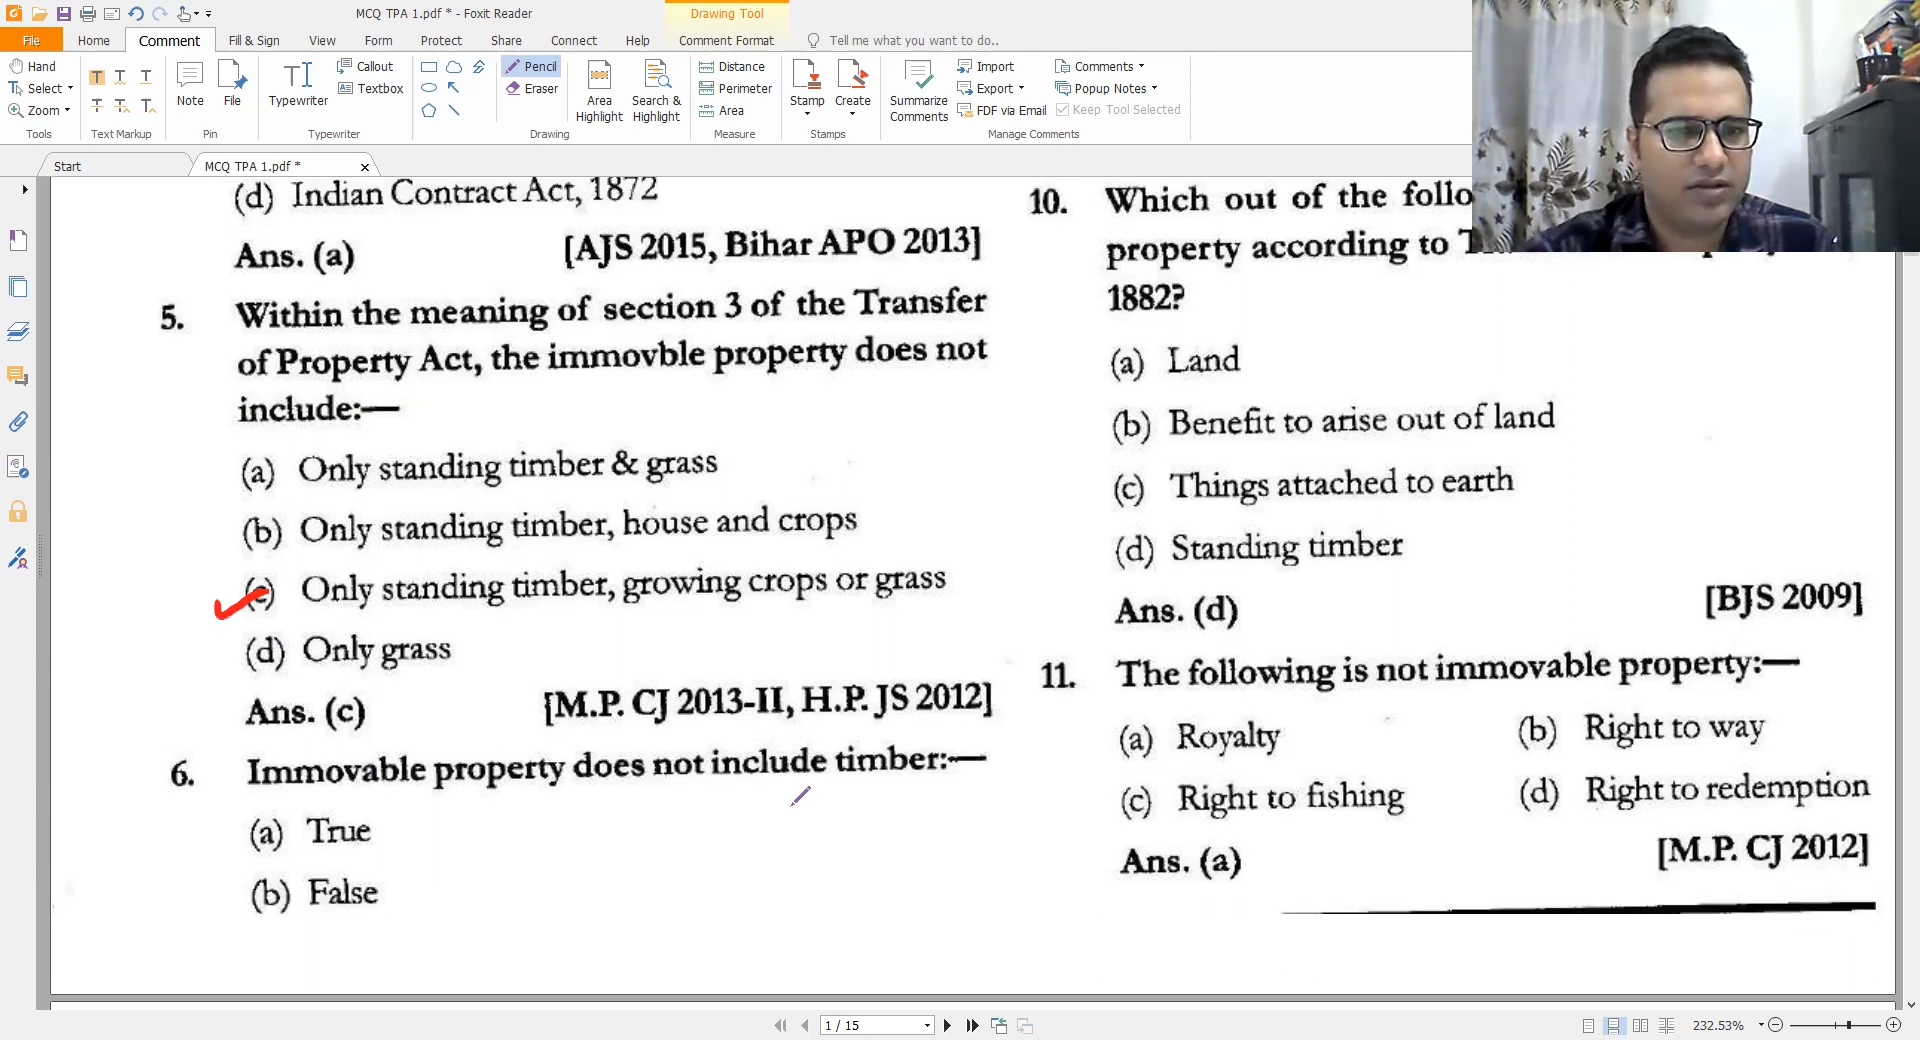 MCQ TPA 1.pdf * - Foxit Reader
Drawing Tool
File
Home
Comment
Fill & Sign
View
Form
Protect
Share
Connect
Help
Comment Format
Tell me what you want to do..
Hand
Select
Zoom
Tools
Text Markup
Note
File
Pin
Typewriter
Callout
Textbox
Typewriter
Pencil
Eraser
Area Highlight
Search & Highlight
Drawing
Distance
Perimeter
Area
Measure
Stamp
Create
Stamps
Summarize Comments
Import
Export
FDF via Email
Comments
Popup Notes
Keep Tool Selected
Manage Comments
Start
MCQ TPA 1.pdf *
(d) Indian Contract Act, 1872
Ans. (a) [AJS 2015, Bihar APO 2013]
5. Within the meaning of section 3 of the Transfer
of Property Act, the immovble property does not
include:—
(a) Only standing timber & grass
(b) Only standing timber, house and crops
(c) Only standing timber, growing crops or grass
(d) Only grass
Ans. (c) [M.P. CJ 2013-II, H.P. JS 2012]
6. Immovable property does not include timber:—
(a) True
(b) False
10. Which out of the follo
property according to
1882?
(a) Land
(b) Benefit to arise out of land
(c) Things attached to earth
(d) Standing timber
Ans. (d) [BJS 2009]
11. The following is not immovable property:—
(a) Royalty (b) Right to way
(c) Right to fishing (d) Right to redemption
Ans. (a) [M.P. CJ 2012]
1 / 15
232.53%